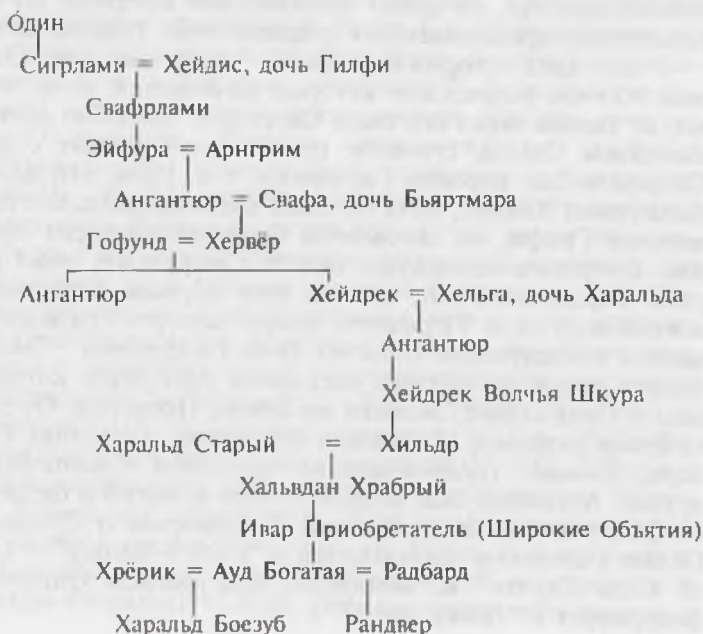 Óдин
Сигрлами = Хейдис, дочь Гилфи
Свафрлами
Эйфура = Арнгрим
Ангантюр = Свафа, дочь Бьяртмара
Гофунд = Хервёр
Ангантюр Хейдрек = Хельга, дочь Харальда
Ангантюр
Хейдрек Волчья Шкура
Харальд Старый = Хильдр
Хальвдан Храбрый
Ивар Приобретатель (Широкие Объятия)
Хрёрик = Ауд Богатая = Радбард
Харальд Боезуб Рандвер